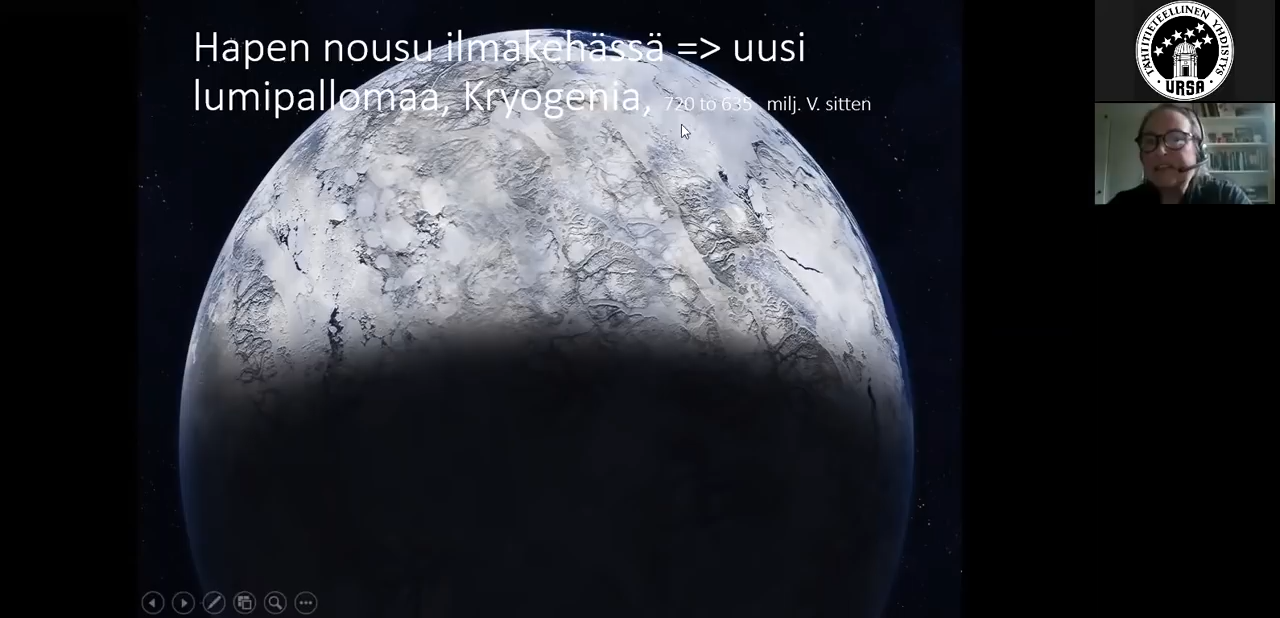 Hapen nousu ilmakehässä => uusi
lumipallomaa, Kryogenia, 720 to 635 milj. V. sitten
TÄHTITIETEELLINEN YHDISTYS
URSA